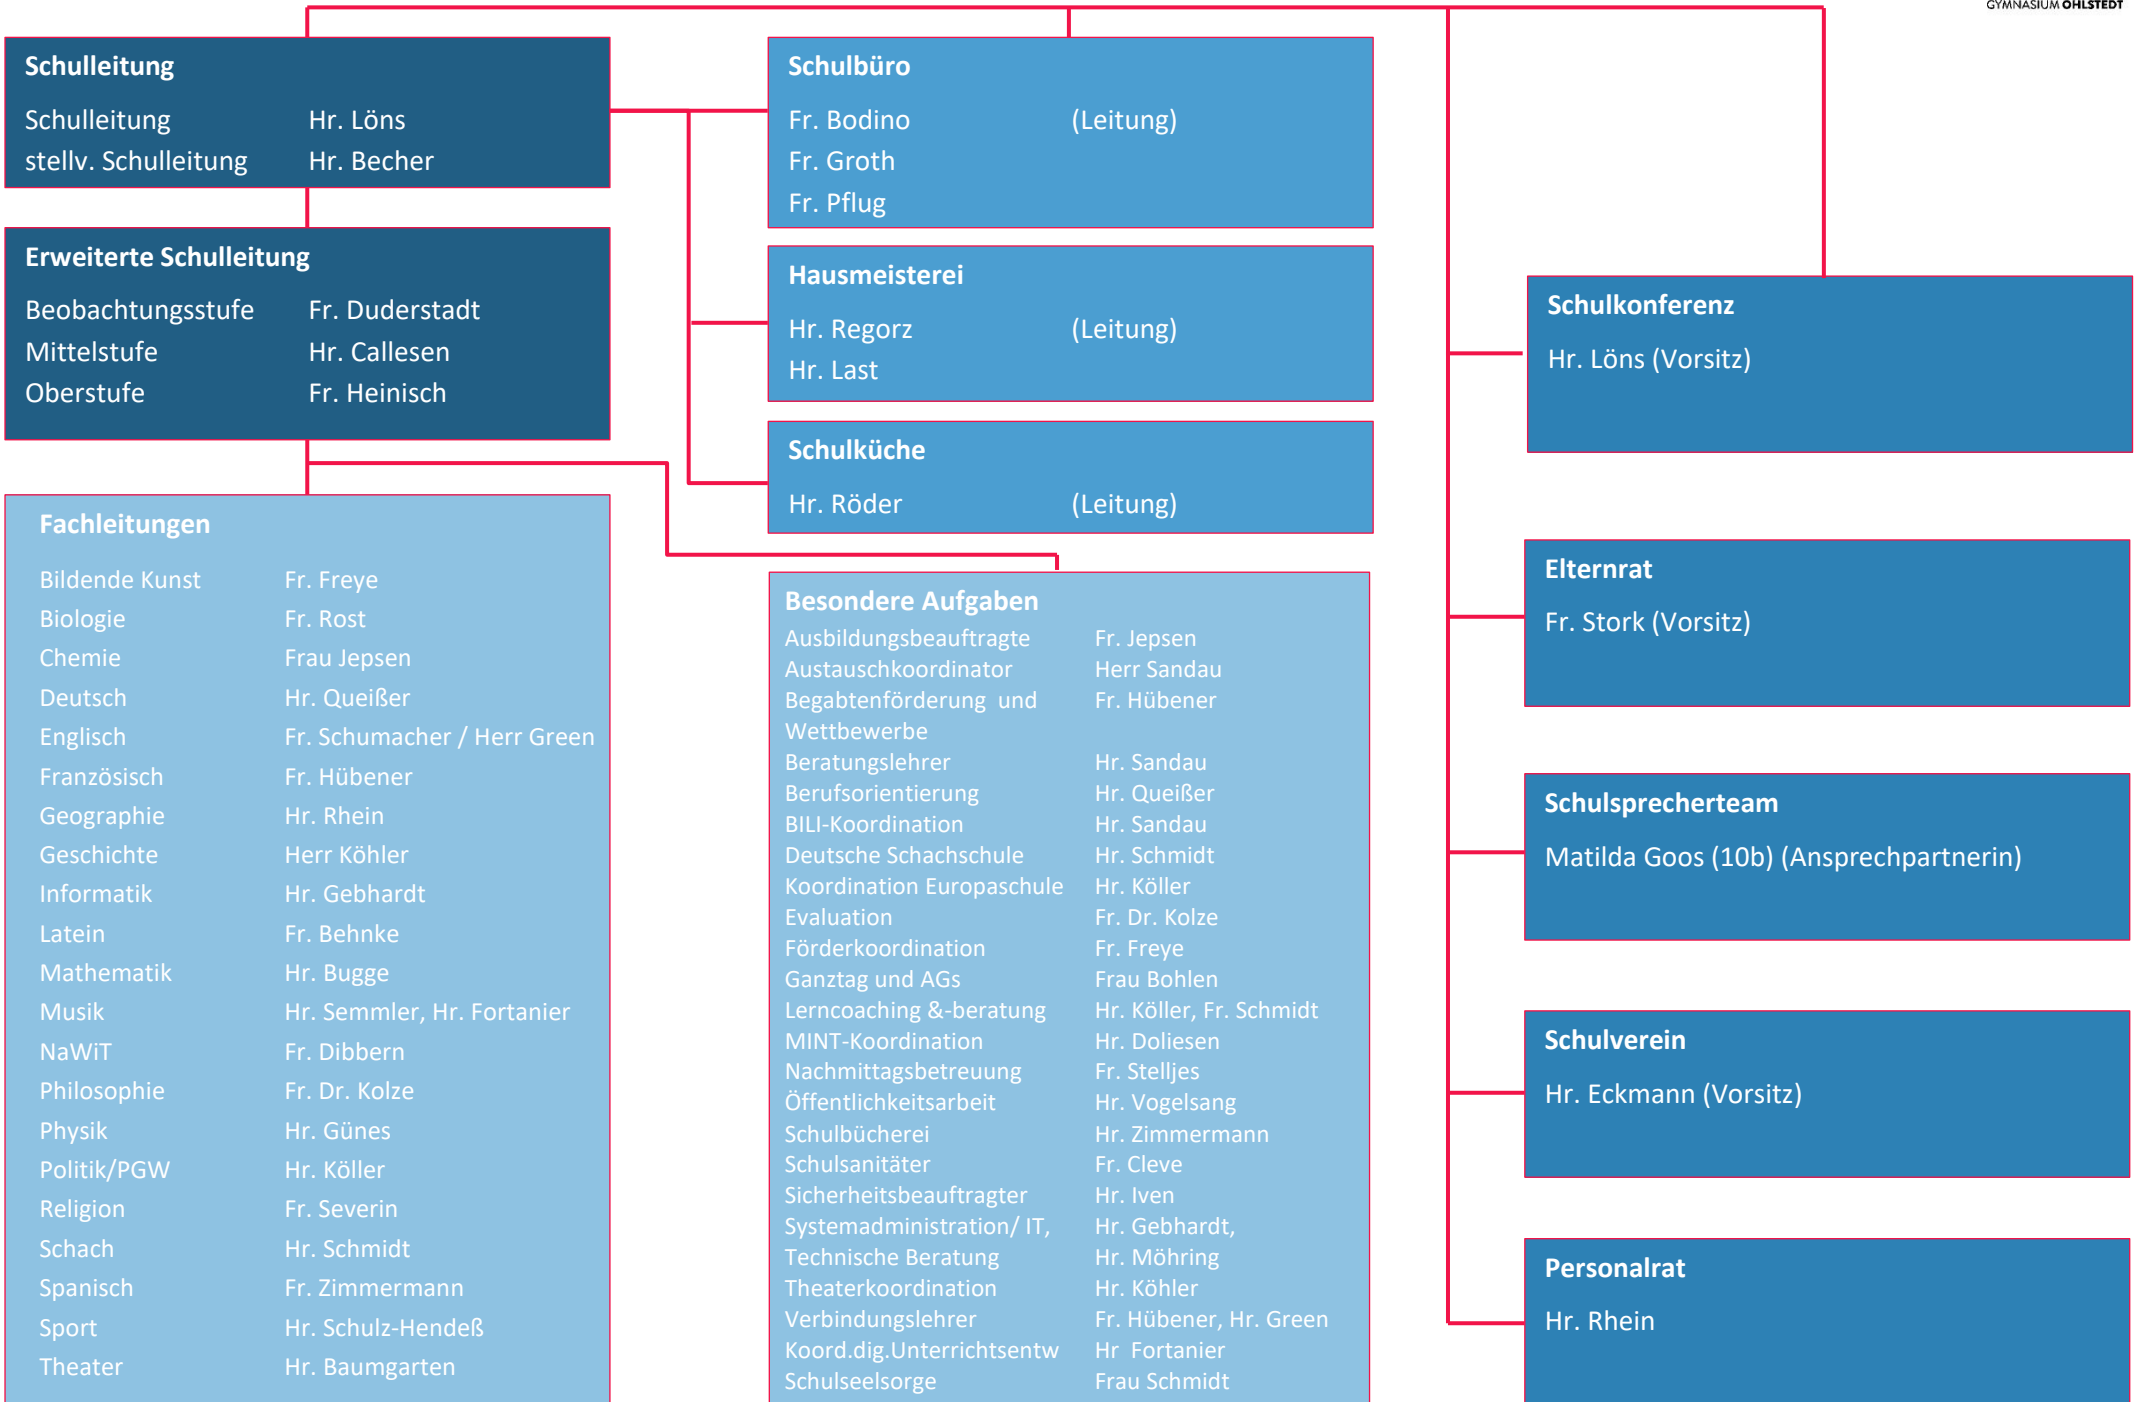 GYMNASIUM OHLSTEDT
Schulleitung
Schulleitung Hr. Löns
stellv. Schulleitung Hr. Becher
Erweiterte Schulleitung
Beobachtungsstufe Fr. Duderstadt
Mittelstufe Hr. Callesen
Oberstufe Fr. Heinisch
Fachleitungen
Bildende Kunst Fr. Freye
Biologie Fr. Rost
Chemie Frau Jepsen
Deutsch Hr. Queißer
Englisch Fr. Schumacher / Herr Green
Französisch Fr. Hübener
Geographie Hr. Rhein
Geschichte Herr Köhler
Informatik Hr. Gebhardt
Latein Fr. Behnke
Mathematik Hr. Bugge
Musik Hr. Semmler, Hr. Fortanier
NaWiT Fr. Dibbern
Philosophie Fr. Dr. Kolze
Physik Hr. Günes
Politik/PGW Hr. Köller
Religion Fr. Severin
Schach Hr. Schmidt
Spanisch Fr. Zimmermann
Sport Hr. Schulz-Hendeß
Theater Hr. Baumgarten
Schulbüro
Fr. Bodino (Leitung)
Fr. Groth
Fr. Pflug
Hausmeisterei
Hr. Regorz (Leitung)
Hr. Last
Schulküche
Hr. Röder (Leitung)
Besondere Aufgaben
Ausbildungsbeauftragte Fr. Jepsen
Austauschkoordinator Herr Sandau
Begabtenförderung und Fr. Hübener
Wettbewerbe
Beratungslehrer Hr. Sandau
Berufsorientierung Hr. Queißer
BILI-Koordination Hr. Sandau
Deutsche Schachschule Hr. Schmidt
Koordination Europaschule Hr. Köller
Evaluation Fr. Dr. Kolze
Förderkoordination Fr. Freye
Ganztag und AGs Frau Bohlen
Lerncoaching &-beratung Hr. Köller, Fr. Schmidt
MINT-Koordination Hr. Doliesen
Nachmittagsbetreuung Fr. Stelljes
Öffentlichkeitsarbeit Hr. Vogelsang
Schulbücherei Hr. Zimmermann
Schulsanitäter Fr. Cleve
Sicherheitsbeauftragter Hr. Iven
Systemadministration/ IT, Hr. Gebhardt,
Technische Beratung Hr. Möhring
Theaterkoordination Hr. Köhler
Verbindungslehrer Fr. Hübener, Hr. Green
Koord.dig.Unterrichtsentw Hr Fortanier
Schulseelsorge Frau Schmidt
Schulkonferenz
Hr. Löns (Vorsitz)
Elternrat
Fr. Stork (Vorsitz)
Schulsprecherteam
Matilda Goos (10b) (Ansprechpartnerin)
Schulverein
Hr. Eckmann (Vorsitz)
Personalrat
Hr. Rhein